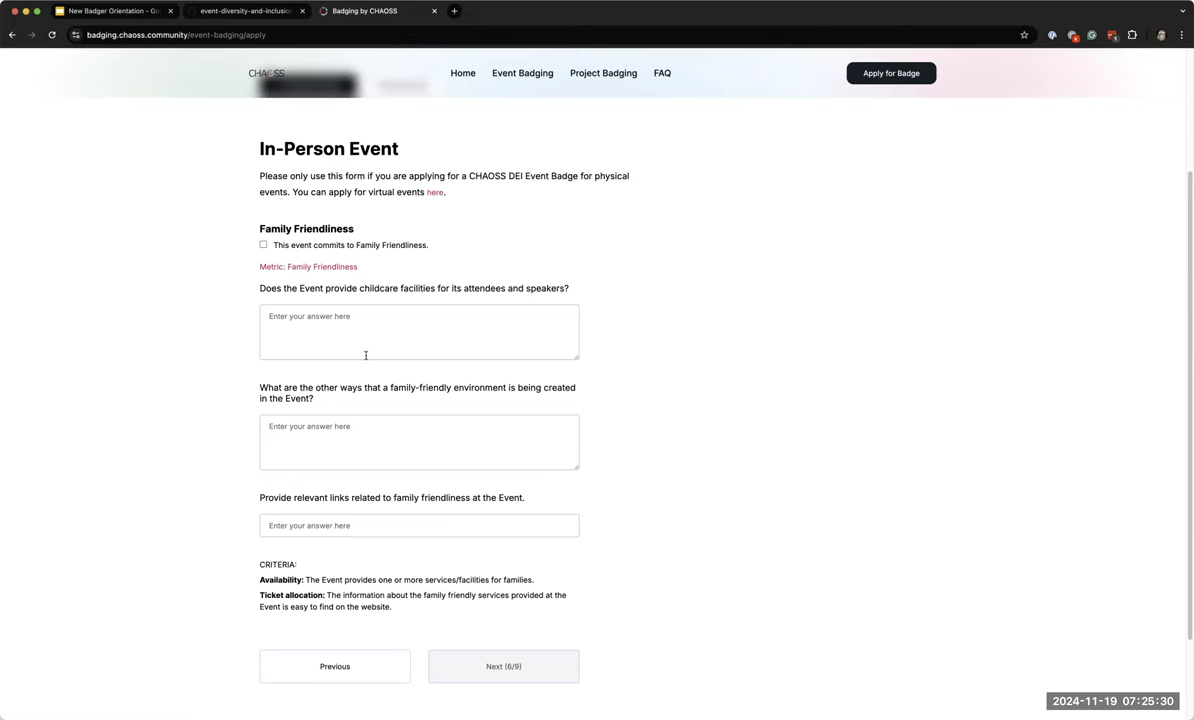 New Badger Orientation - Go
event-diversity-and-inclusion
Badging by CHAOSS
badging.chaoss.community/event-badging/apply
CHAOSS
Home
Event Badging
Project Badging
FAQ
Apply for Badge
In-Person Event
Please only use this form if you are applying for a CHAOSS DEI Event Badge for physical
events. You can apply for virtual events here.
Family Friendliness
This event commits to Family Friendliness.
Metric: Family Friendliness
Does the Event provide childcare facilities for its attendees and speakers?
Enter your answer here
What are the other ways that a family-friendly environment is being created
in the Event?
Enter your answer here
Provide relevant links related to family friendliness at the Event.
Enter your answer here
CRITERIA:
Availability: The Event provides one or more services/facilities for families.
Ticket allocation: The information about the family friendly services provided at the
Event is easy to find on the website.
Previous
Next (6/9)
2024-11-19 07:25:30